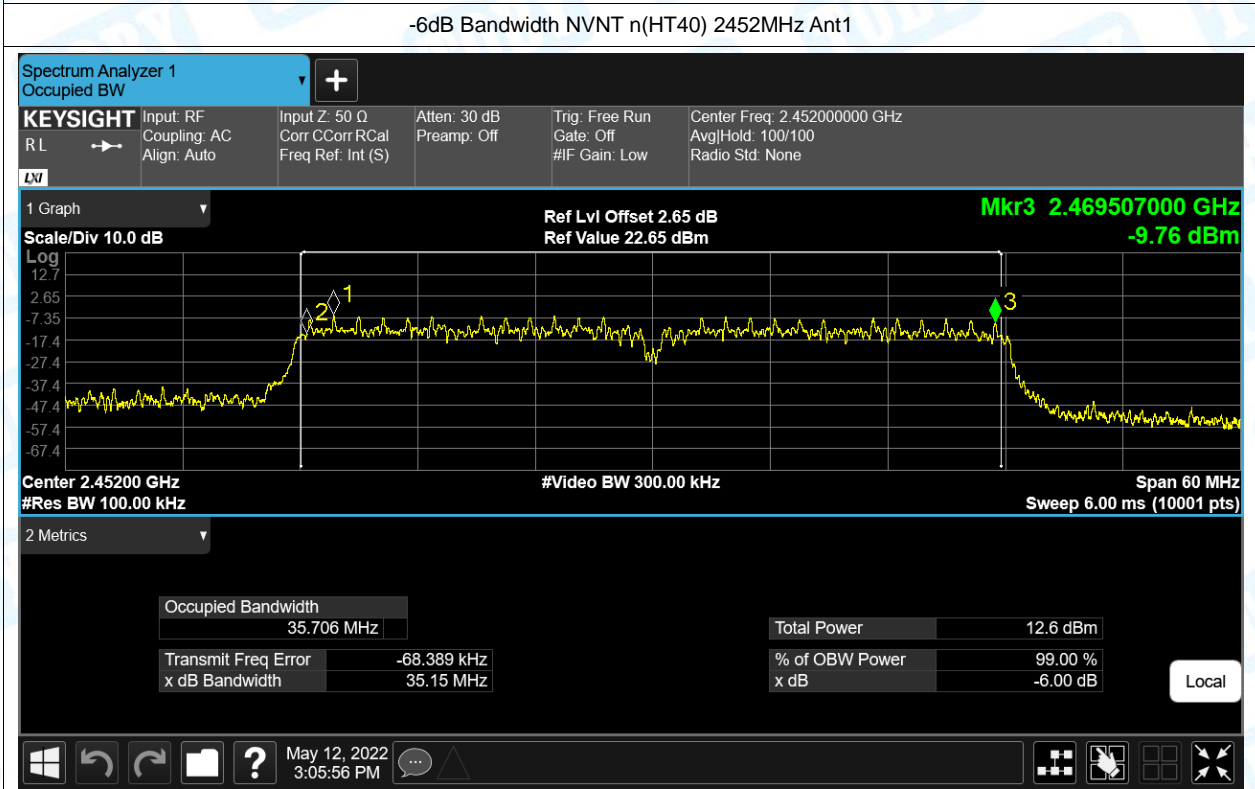 -6dB Bandwidth NVNT n(HT40) 2452MHz Ant1
Spectrum Analyzer 1
Occupied BW
KEYSIGHT
RL
LXI
Input: RF
Coupling: AC
Align: Auto
Input Z: 50 Ω
Corr CCorr RCal
Freq Ref: Int (S)
Atten: 30 dB
Preamp: Off
Trig: Free Run
Gate: Off
#IF Gain: Low
Center Freq: 2.452000000 GHz
Avg|Hold: 100/100
Radio Std: None
1 Graph
Scale/Div 10.0 dB
Ref Lvl Offset 2.65 dB
Ref Value 22.65 dBm
Mkr3 2.469507000 GHz
-9.76 dBm
Log
12.7
2.65
-7.35
-17.4
-27.4
-37.4
-47.4
-57.4
-67.4
2
1
3
Center 2.45200 GHz
#Res BW 100.00 kHz
#Video BW 300.00 kHz
Span 60 MHz
Sweep 6.00 ms (10001 pts)
2 Metrics
Occupied Bandwidth
35.706 MHz
Total Power 12.6 dBm
Transmit Freq Error -68.389 kHz
% of OBW Power 99.00 %
x dB Bandwidth 35.15 MHz
x dB -6.00 dB
Local
?
May 12, 2022
3:05:56 PM